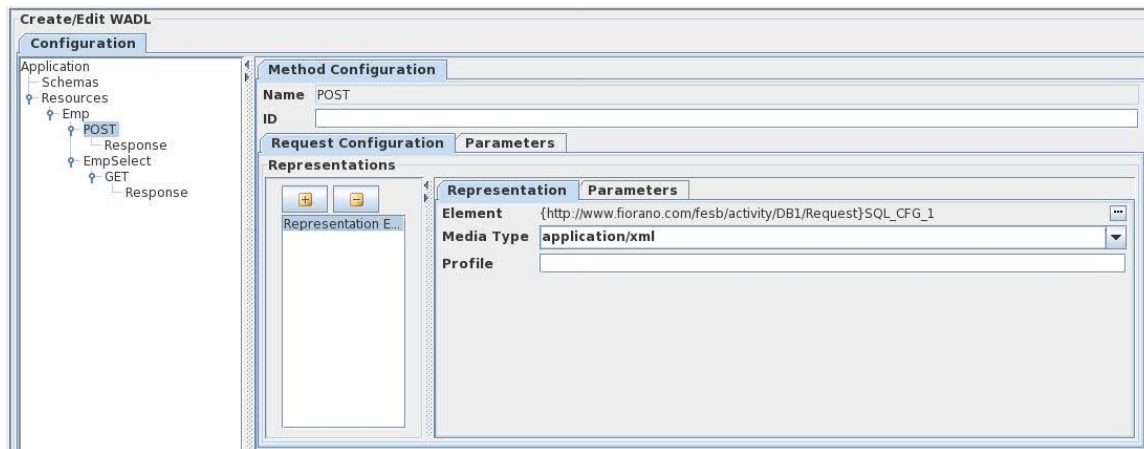 Create/Edit WADL
Configuration
Application
Schemas
Resources
Emp
POST
Response
EmpSelect
GET
Response
Method Configuration
Name POST
ID
Request Configuration Parameters
Representations
Representation E...
Representation Parameters
Element {http://www.fiorano.com/fesb/activity/DB1/Request}SQL_CFG_1 ...
Media Type application/xml
Profile